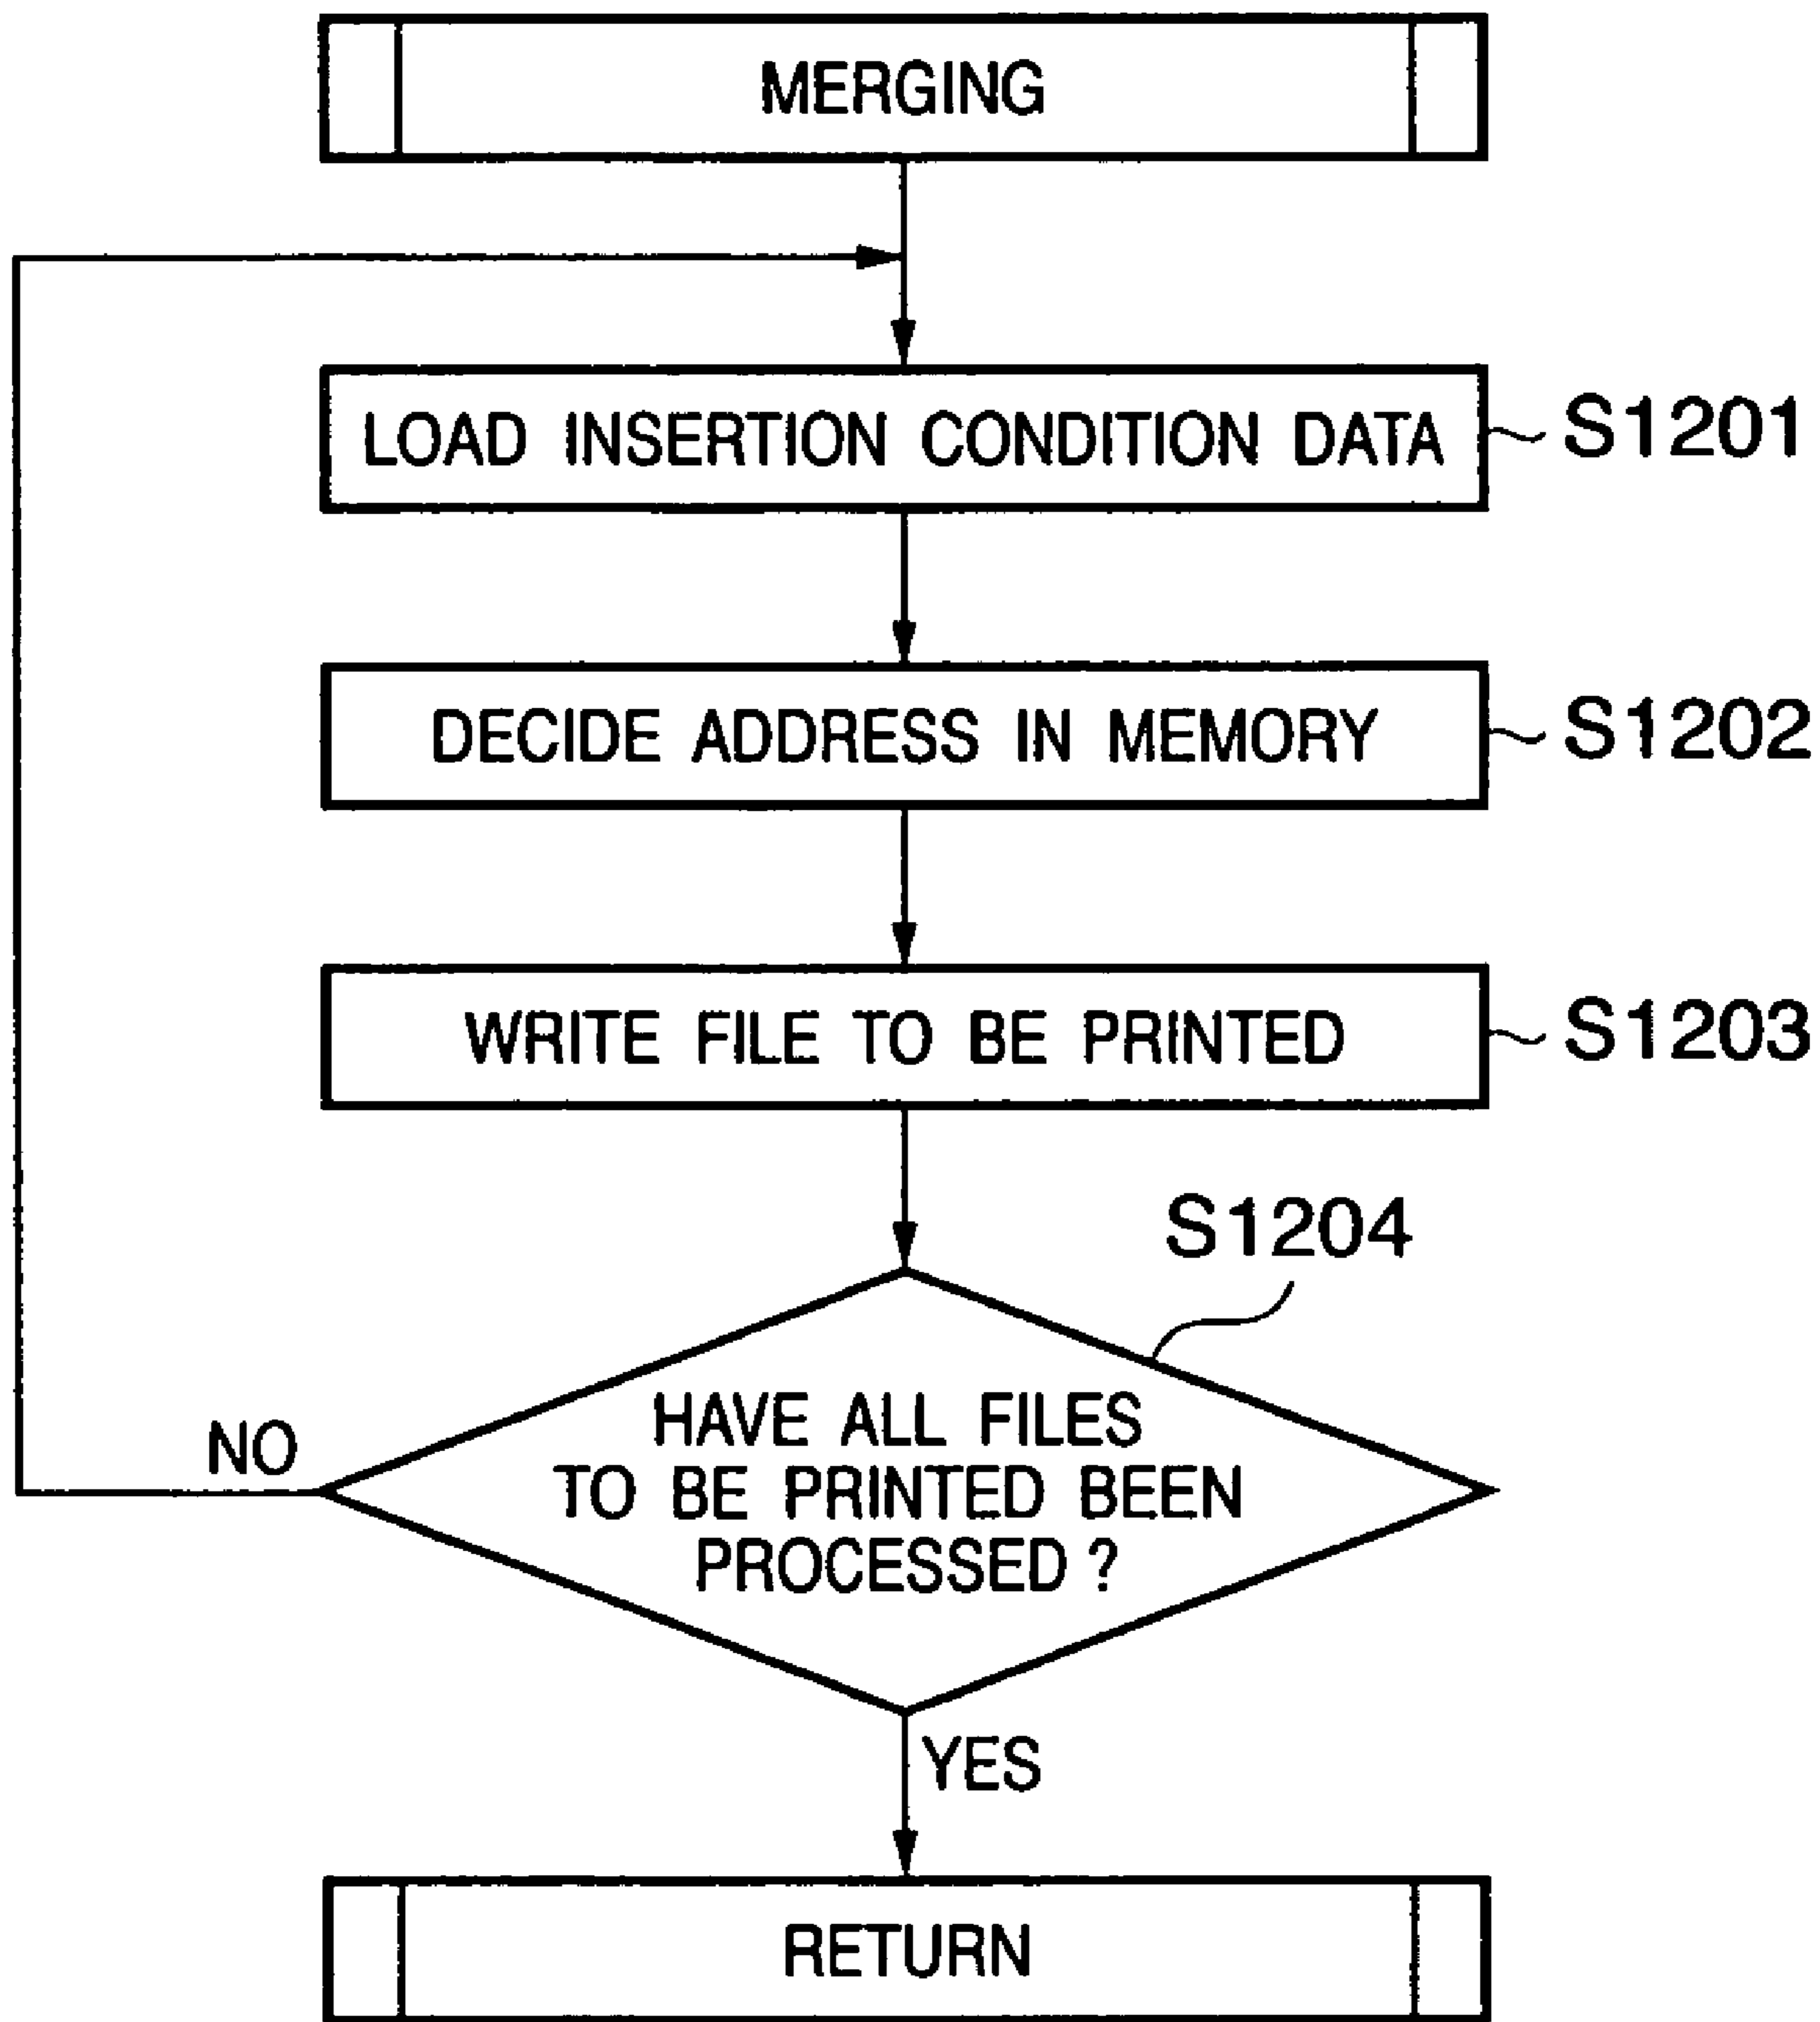 MERGING
LOAD INSERTION CONDITION DATA
S1201
DECIDE ADDRESS IN MEMORY
S1202
WRITE FILE TO BE PRINTED
S1203
S1204
HAVE ALL FILES
TO BE PRINTED BEEN
PROCESSED ?
NO
YES
RETURN